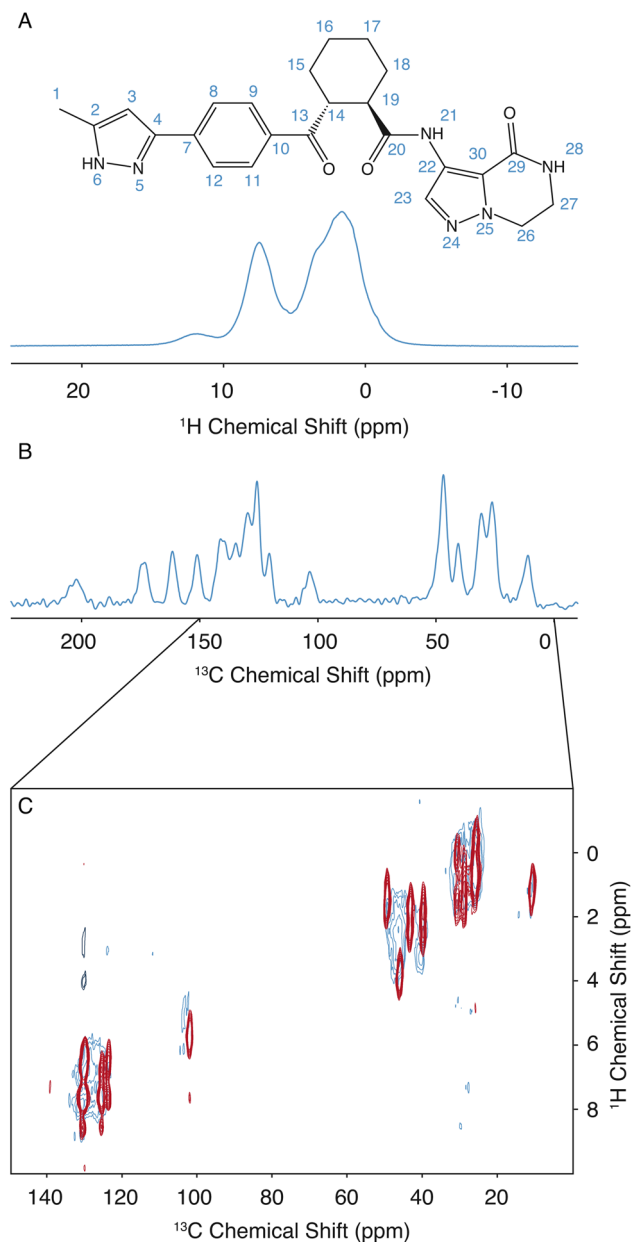 A
16 17
15 18
1 3 8 9
19
13 14
O
NH 21
28
2 4
7 10
20 22 30 29 NH
HN N
6 5
12 11
O O
23 27
N N
24 25 26
20 10 0 -10
¹H Chemical Shift (ppm)
B
200 150 100 50 0
¹³C Chemical Shift (ppm)
C
0
2
4
6
8
¹H Chemical Shift (ppm)
140 120 100 80 60 40 20
¹³C Chemical Shift (ppm)